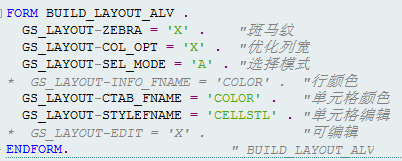 FORM BUILD_LAYOUT_ALV .
GS_LAYOUT-ZEBRA = 'X' . "斑马纹
GS_LAYOUT-COL_OPT = 'X' . "优化列宽
GS_LAYOUT-SEL_MODE = 'A' . "选择模式
* GS_LAYOUT-INFO_FNAME = 'COLOR' . "行颜色
GS_LAYOUT-CTAB_FNAME = 'COLOR' . "单元格颜色
GS_LAYOUT-STYLEFNAME = 'CELLSTL' . "单元格编辑
* GS_LAYOUT-EDIT = 'X' . "可编辑
ENDFORM. " BUILD_LAYOUT_ALV